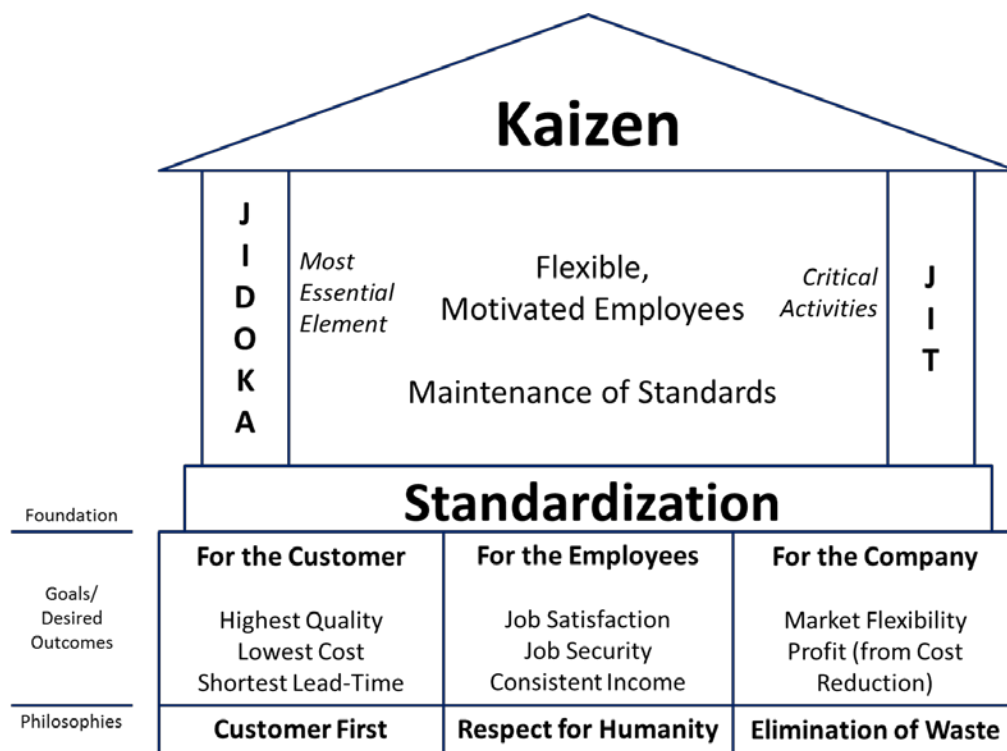 Kaizen
JIDOKA
Most
Essential
Element
Flexible,
Motivated Employees
Maintenance of Standards
Critical
Activities
JIT
Foundation
Standardization
Goals/
Desired
Outcomes
For the Customer
Highest Quality
Lowest Cost
Shortest Lead-Time
For the Employees
Job Satisfaction
Job Security
Consistent Income
For the Company
Market Flexibility
Profit (from Cost
Reduction)
Philosophies
Customer First
Respect for Humanity
Elimination of Waste